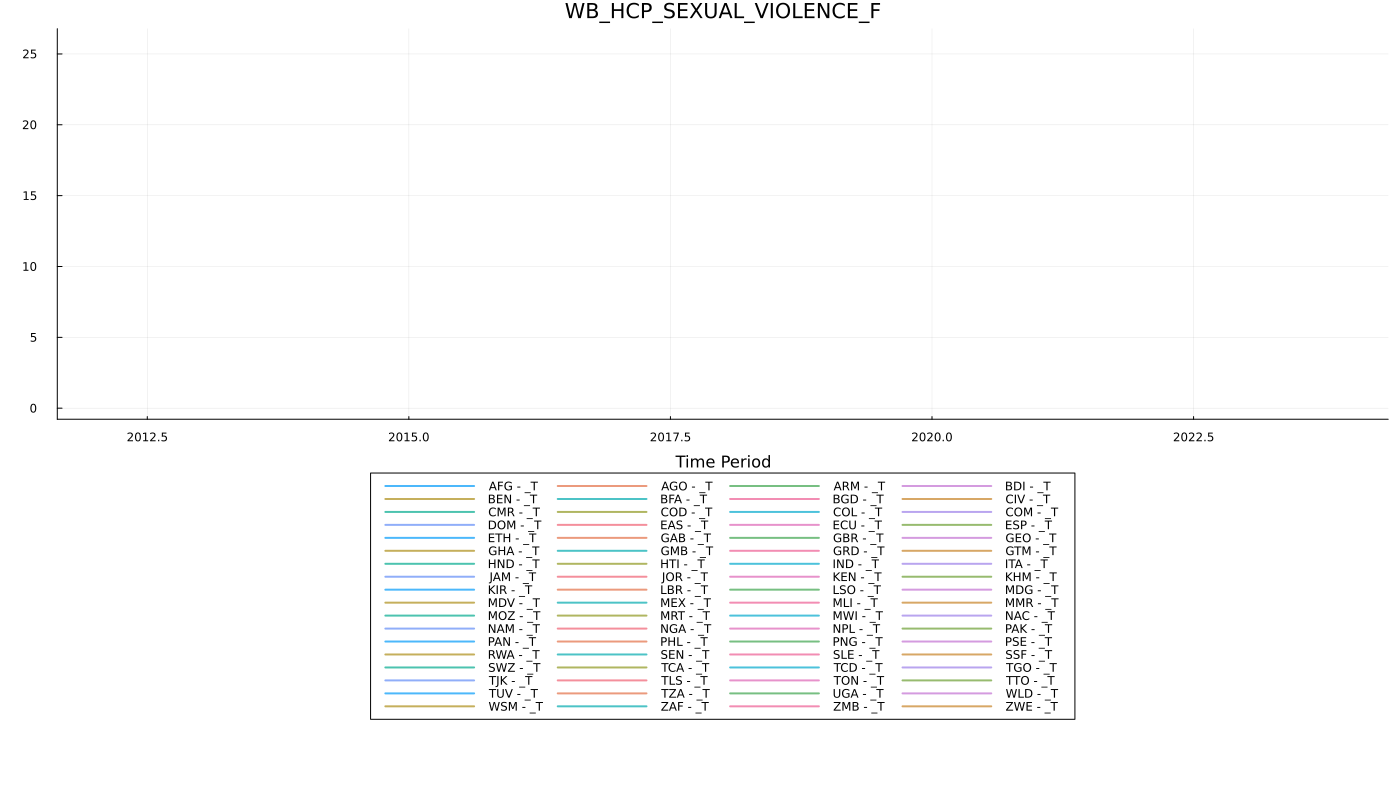 WB_HCP_SEXUAL_VIOLENCE_F
25
20
15
10
5
0
2012.5 2015.0 2017.5 2020.0 2022.5
Time Period
AFG - _T AGO - _T ARM - _T BDI - _T
BEN - _T BFA - _T BGD - _T CIV - _T
CMR - _T COD - _T COL - _T COM - _T
DOM - _T EAS - _T ECU - _T ESP - _T
ETH - _T GAB - _T GBR - _T GEO - _T
GHA - _T GMB - _T GRD - _T GTM - _T
HND - _T HTI - _T IND - _T ITA - _T
JAM - _T JOR - _T KEN - _T KHM - _T
KIR - _T LBR - _T LSO - _T MDG - _T
MDV - _T MEX - _T MLI - _T MMR - _T
MOZ - _T MRT - _T MWI - _T NAC - _T
NAM - _T NGA - _T NPL - _T PAK - _T
PAN - _T PHL - _T PNG - _T PSE - _T
RWA - _T SEN - _T SLE - _T SSF - _T
SWZ - _T TCA - _T TCD - _T TGO - _T
TJK - _T TLS - _T TON - _T TTO - _T
TUV - _T TZA - _T UGA - _T WLD - _T
WSM - _T ZAF - _T ZMB - _T ZWE - _T